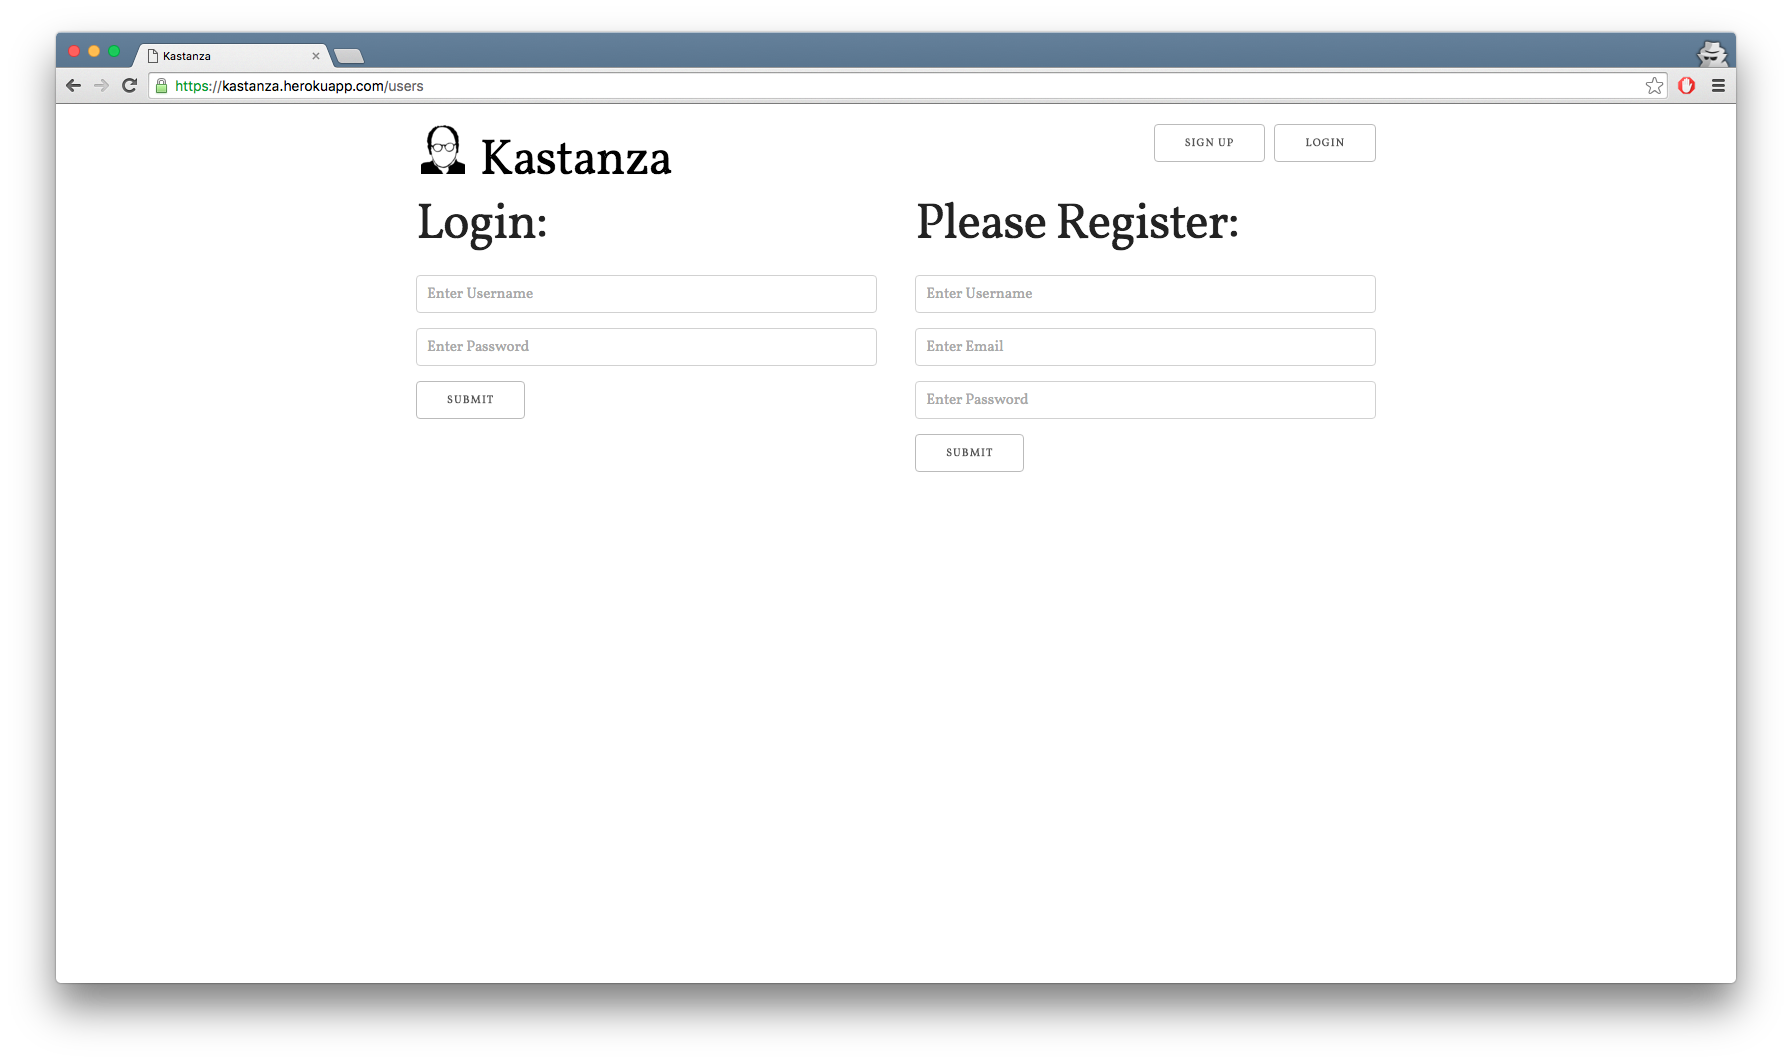 Kastanza
https://kastanza.herokuapp.com/users
Kastanza
SIGN UP
LOGIN
Login:
Enter Username
Enter Password
SUBMIT
Please Register:
Enter Username
Enter Email
Enter Password
SUBMIT